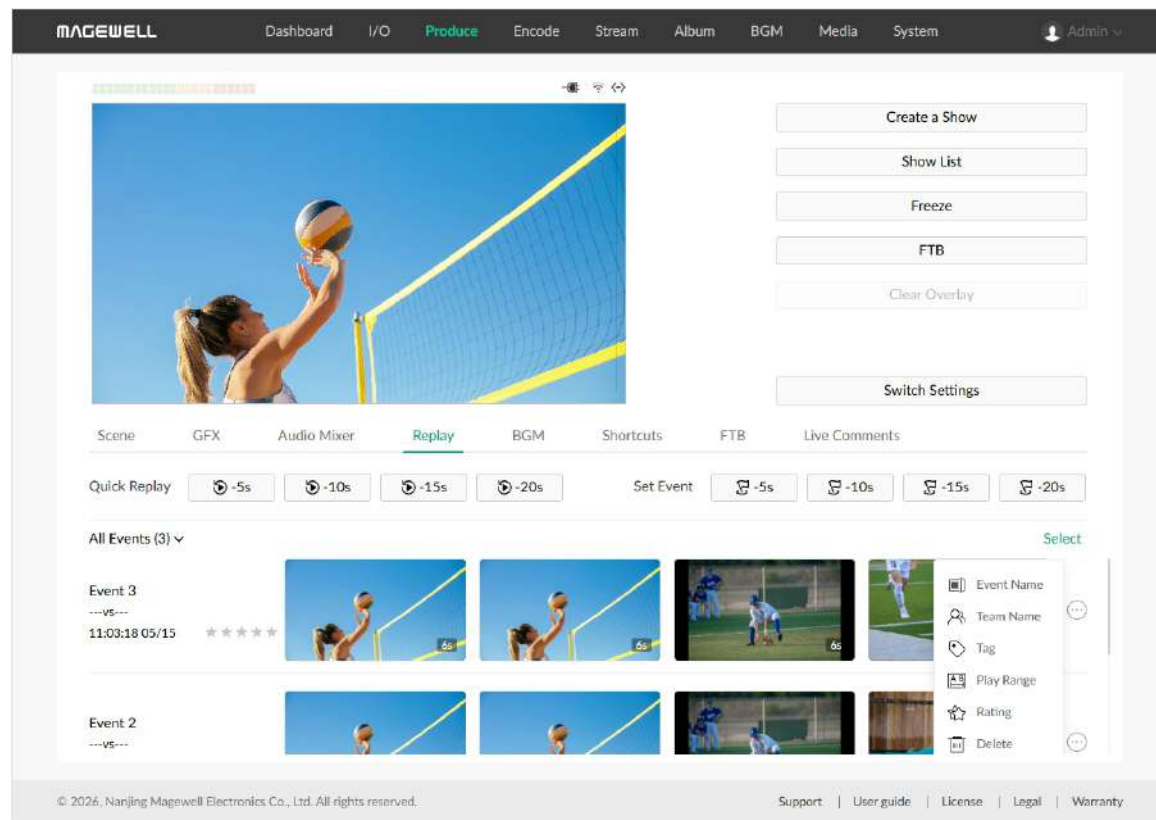 MAGEWELL Dashboard I/O Produce Encode Stream Album BGM Media System Admin
Create a Show
Show List
Freeze
FTB
Clear Overlay
Switch Settings
Scene GFX Audio Mixer Replay BGM Shortcuts FTB Live Comments
Quick Replay -5s -10s -15s -20s Set Event -5s -10s -15s -20s
All Events (3) Select
Event 3
---vs---
11:03:18 05/15
6s 6s 6s
Event Name
Team Name
Tag
Play Range
Rating
Delete
Event 2
---vs---
© 2026, Nanjing Magewell Electronics Co., Ltd. All rights reserved. Support | User guide | License | Legal | Warranty